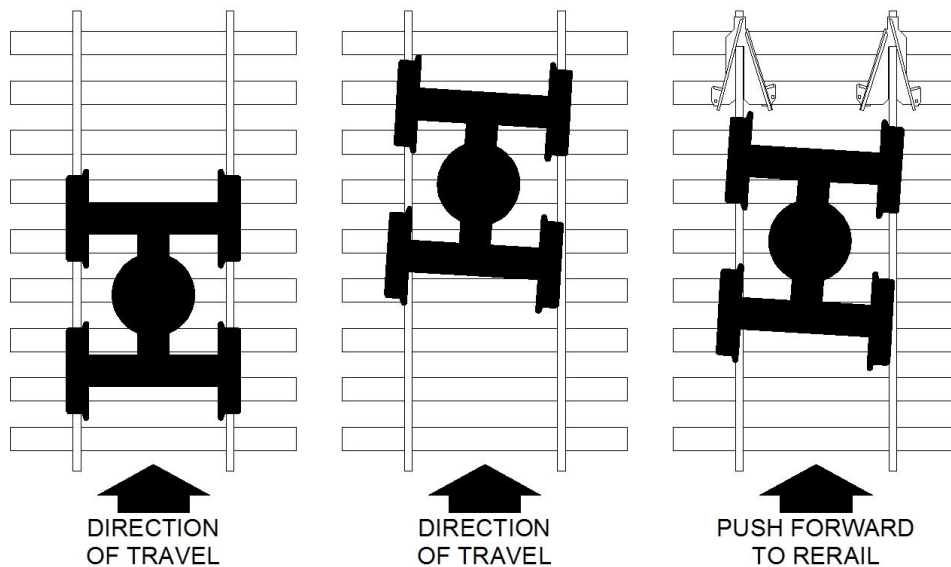 DIRECTION
OF TRAVEL
DIRECTION
OF TRAVEL
PUSH FORWARD
TO RERAIL